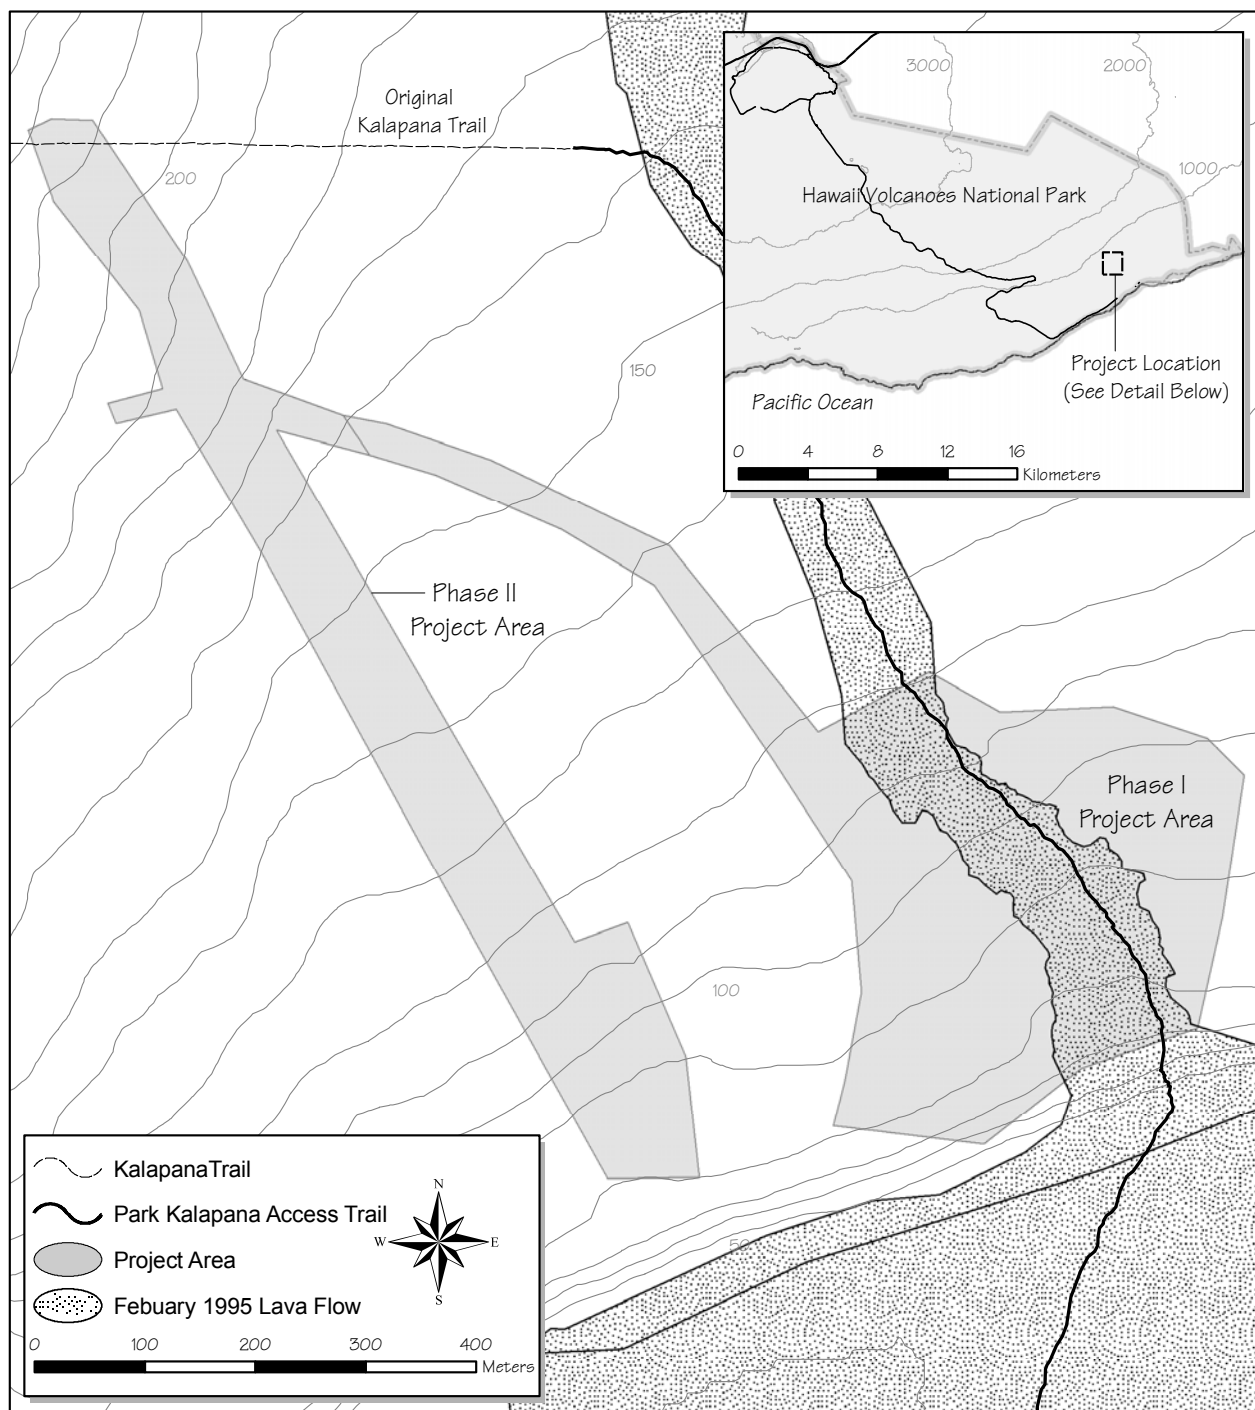 Original
Kalapana Trail
200
3000
2000
1000
Hawaii Volcanoes National Park
Project Location
(See Detail Below)
Pacific Ocean
0 4 8 12 16
Kilometers
150
Phase II
Project Area
Phase I
Project Area
100
50
KalapanaTrail
Park Kalapana Access Trail
Project Area
Febuary 1995 Lava Flow
N
W E
S
0 100 200 300 400
Meters